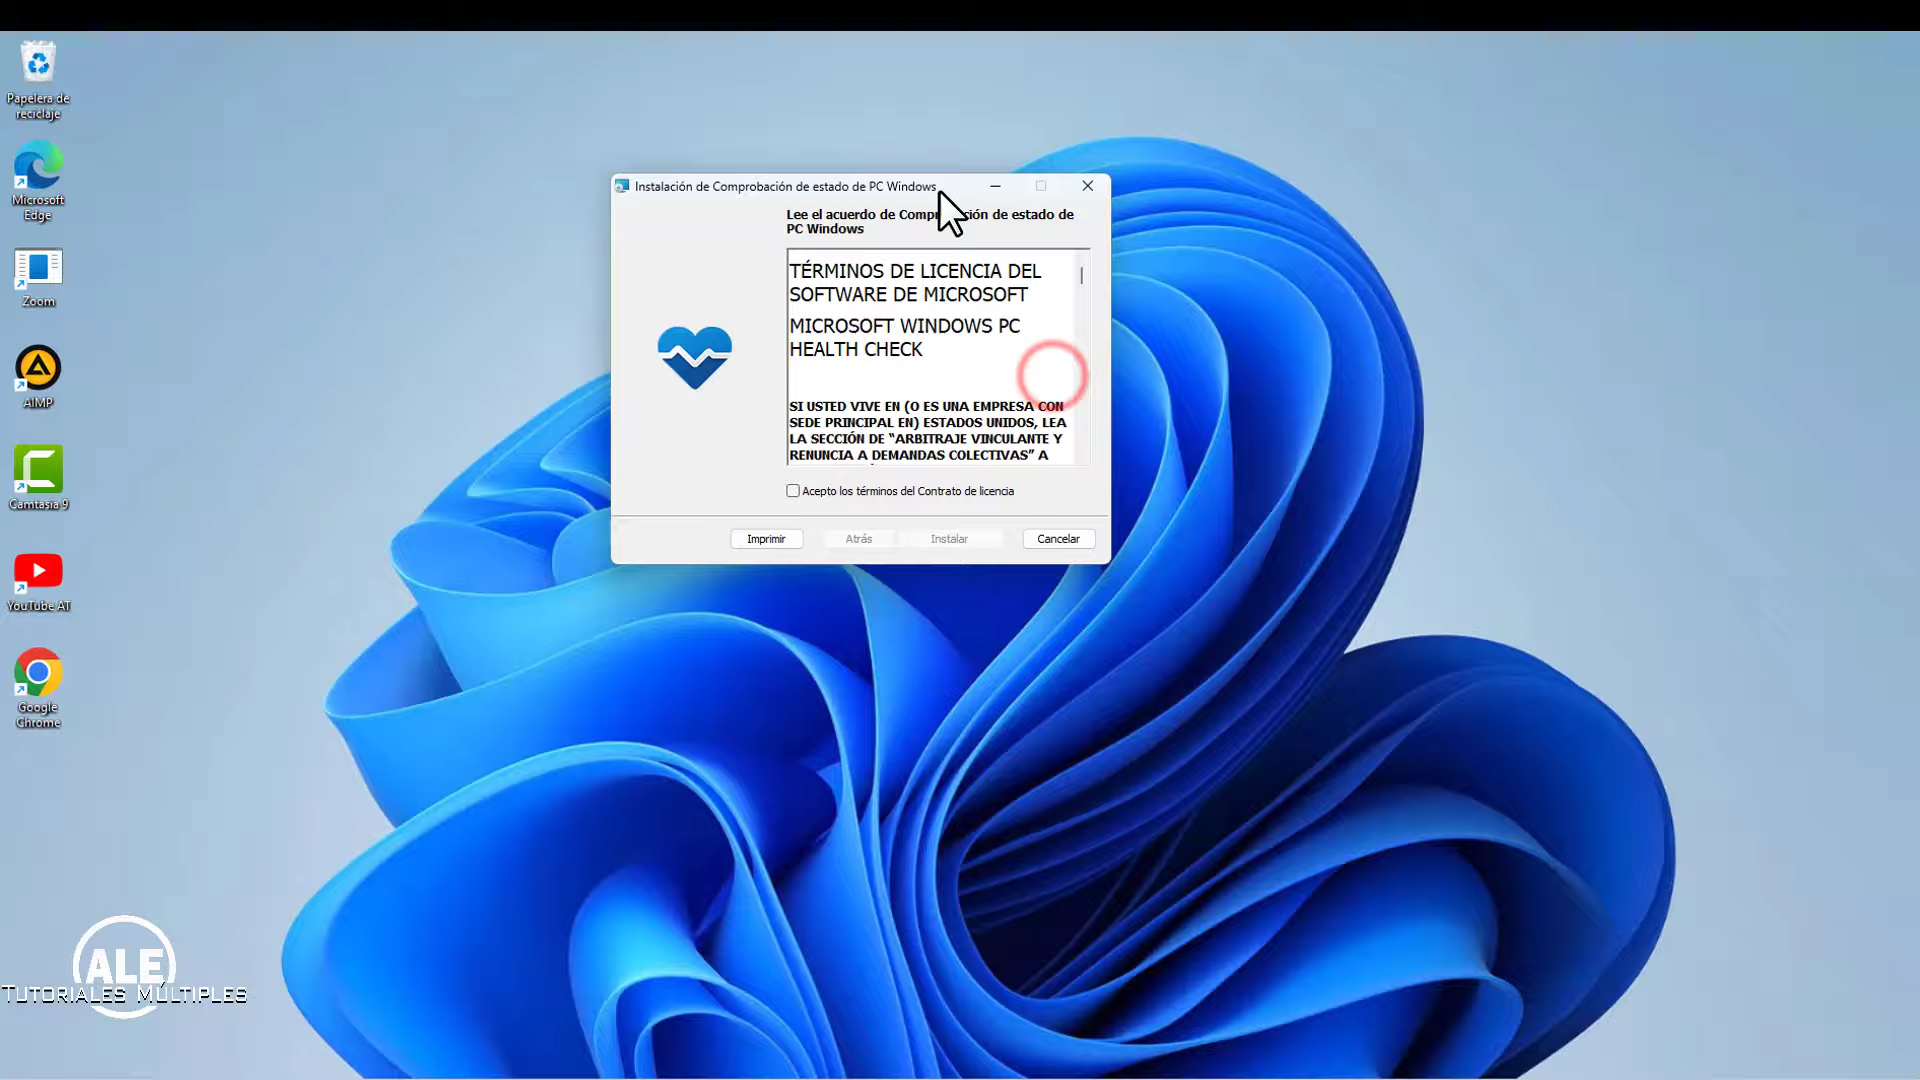 Papelera de
reciclaje
Microsoft
Edge
Zoom
AIMP
Camtasia 9
YouTube AT
Google
Chrome
Instalación de Comprobación de estado de PC Windows
Lee el acuerdo de Comprobación de estado de
PC Windows
TÉRMINOS DE LICENCIA DEL
SOFTWARE DE MICROSOFT
MICROSOFT WINDOWS PC
HEALTH CHECK
SI USTED VIVE EN (O ES UNA EMPRESA CON
SEDE PRINCIPAL EN) ESTADOS UNIDOS, LEA
LA SECCIÓN DE “ARBITRAJE VINCULANTE Y
RENUNCIA A DEMANDAS COLECTIVAS” A
Acepto los términos del Contrato de licencia
Imprimir
Atrás
Instalar
Cancelar
ALE
TUTORIALES MÚLTIPLES